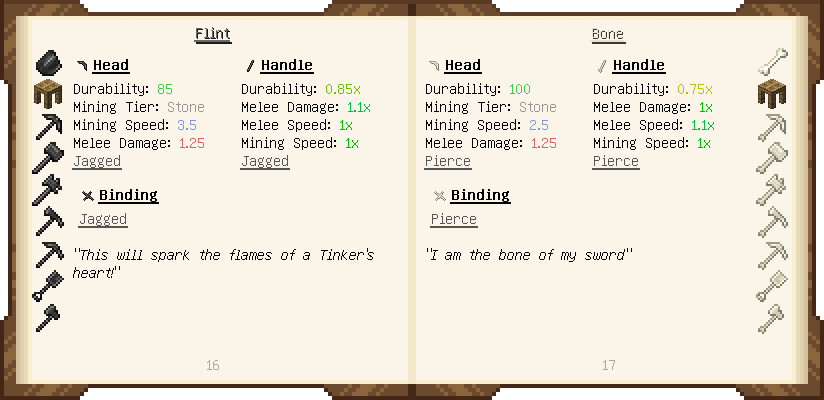 Flint
Head
Durability: 85
Mining Tier: Stone
Mining Speed: 3.5
Melee Damage: 1.25
Jagged
Handle
Durability: 0.85x
Melee Damage: 1.1x
Melee Speed: 1x
Mining Speed: 1x
Jagged
Binding
Jagged
"This will spark the flames of a Tinker's
heart!"
16
Bone
Head
Durability: 100
Mining Tier: Stone
Mining Speed: 2.5
Melee Damage: 1.25
Pierce
Handle
Durability: 0.75x
Melee Damage: 1x
Melee Speed: 1.1x
Mining Speed: 1x
Pierce
Binding
Pierce
"I am the bone of my sword"
17